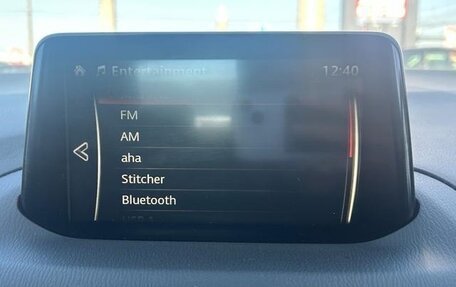 Entertainment 12:40
FM
AM
aha
Stitcher
Bluetooth